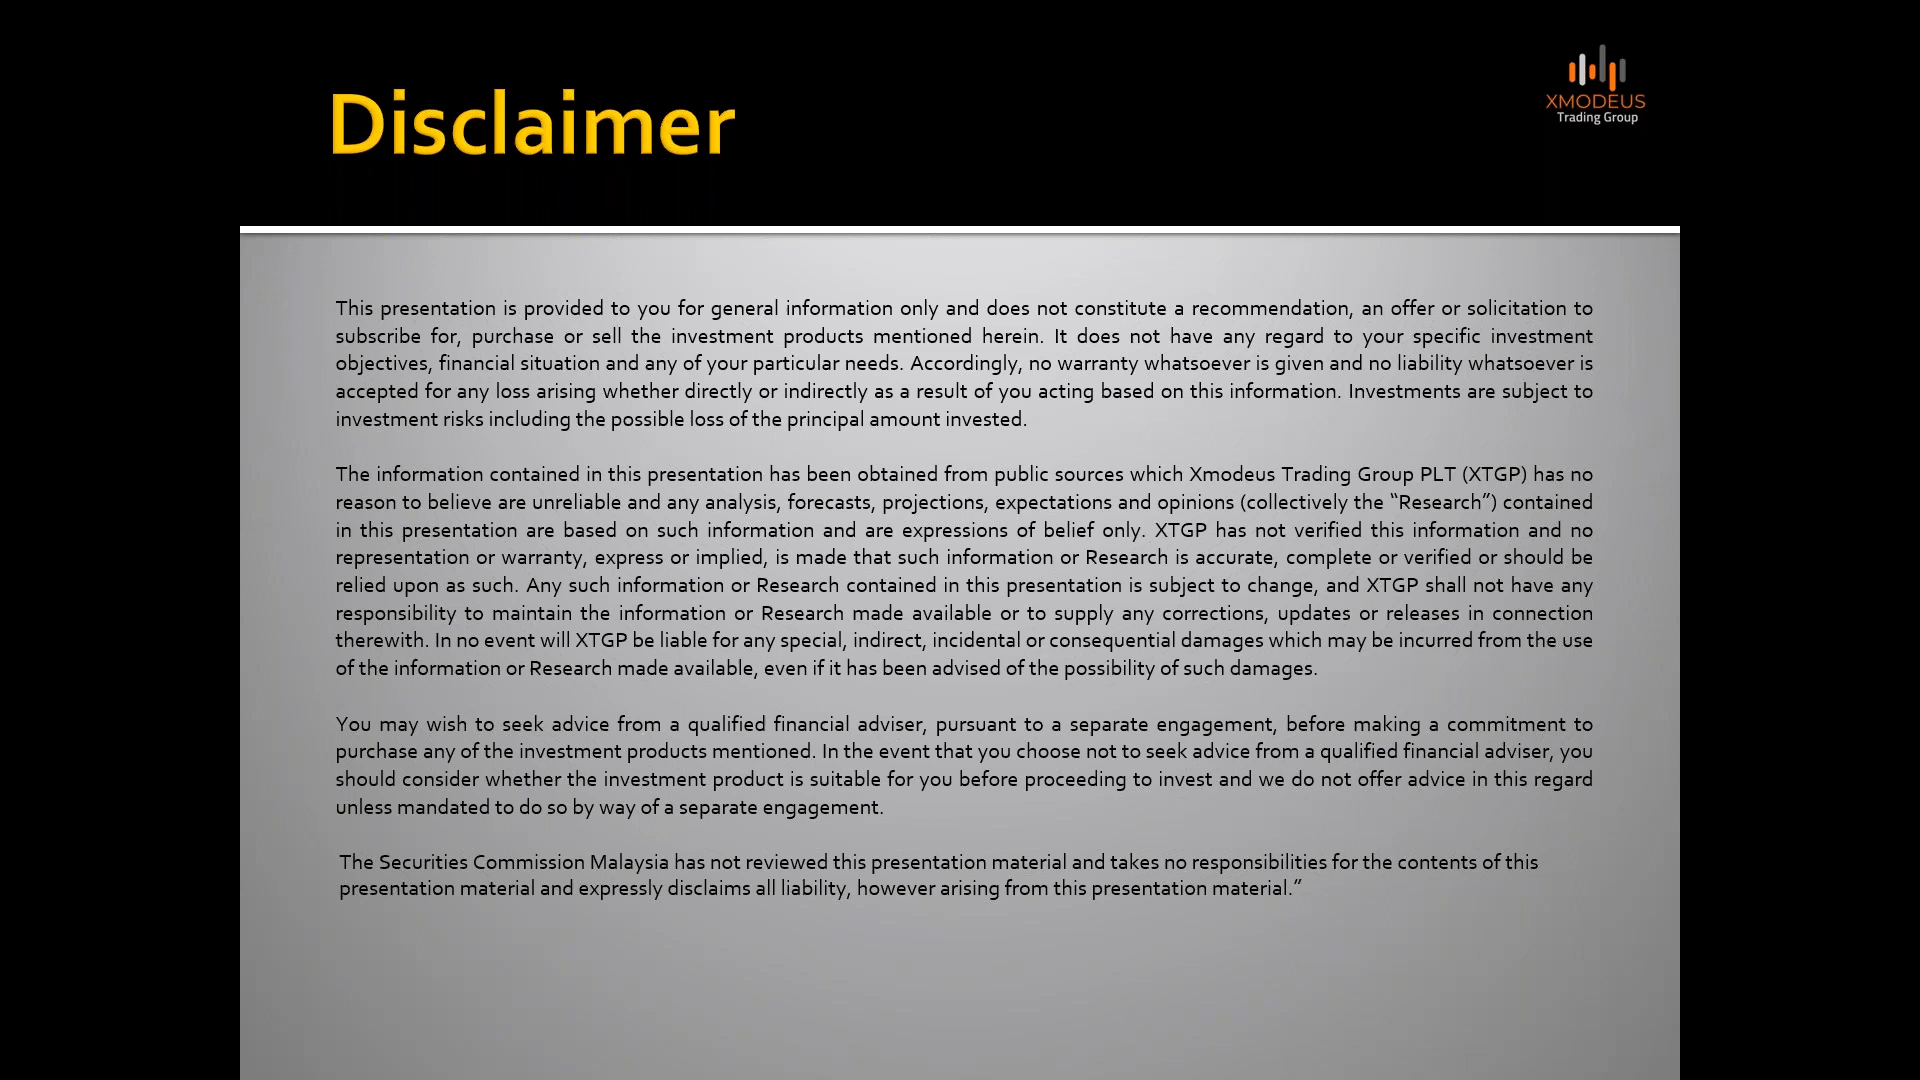 Disclaimer
XMODEUS
Trading Group
This presentation is provided to you for general information only and does not constitute a recommendation, an offer or solicitation to
subscribe for, purchase or sell the investment products mentioned herein. It does not have any regard to your specific investment
objectives, financial situation and any of your particular needs. Accordingly, no warranty whatsoever is given and no liability whatsoever is
accepted for any loss arising whether directly or indirectly as a result of you acting based on this information. Investments are subject to
investment risks including the possible loss of the principal amount invested.
The information contained in this presentation has been obtained from public sources which Xmodeus Trading Group PLT (XTGP) has no
reason to believe are unreliable and any analysis, forecasts, projections, expectations and opinions (collectively the “Research”) contained
in this presentation are based on such information and are expressions of belief only. XTGP has not verified this information and no
representation or warranty, express or implied, is made that such information or Research is accurate, complete or verified or should be
relied upon as such. Any such information or Research contained in this presentation is subject to change, and XTGP shall not have any
responsibility to maintain the information or Research made available or to supply any corrections, updates or releases in connection
therewith. In no event will XTGP be liable for any special, indirect, incidental or consequential damages which may be incurred from the use
of the information or Research made available, even if it has been advised of the possibility of such damages.
You may wish to seek advice from a qualified financial adviser, pursuant to a separate engagement, before making a commitment to
purchase any of the investment products mentioned. In the event that you choose not to seek advice from a qualified financial adviser, you
should consider whether the investment product is suitable for you before proceeding to invest and we do not offer advice in this regard
unless mandated to do so by way of a separate engagement.
The Securities Commission Malaysia has not reviewed this presentation material and takes no responsibilities for the contents of this
presentation material and expressly disclaims all liability, however arising from this presentation material.”